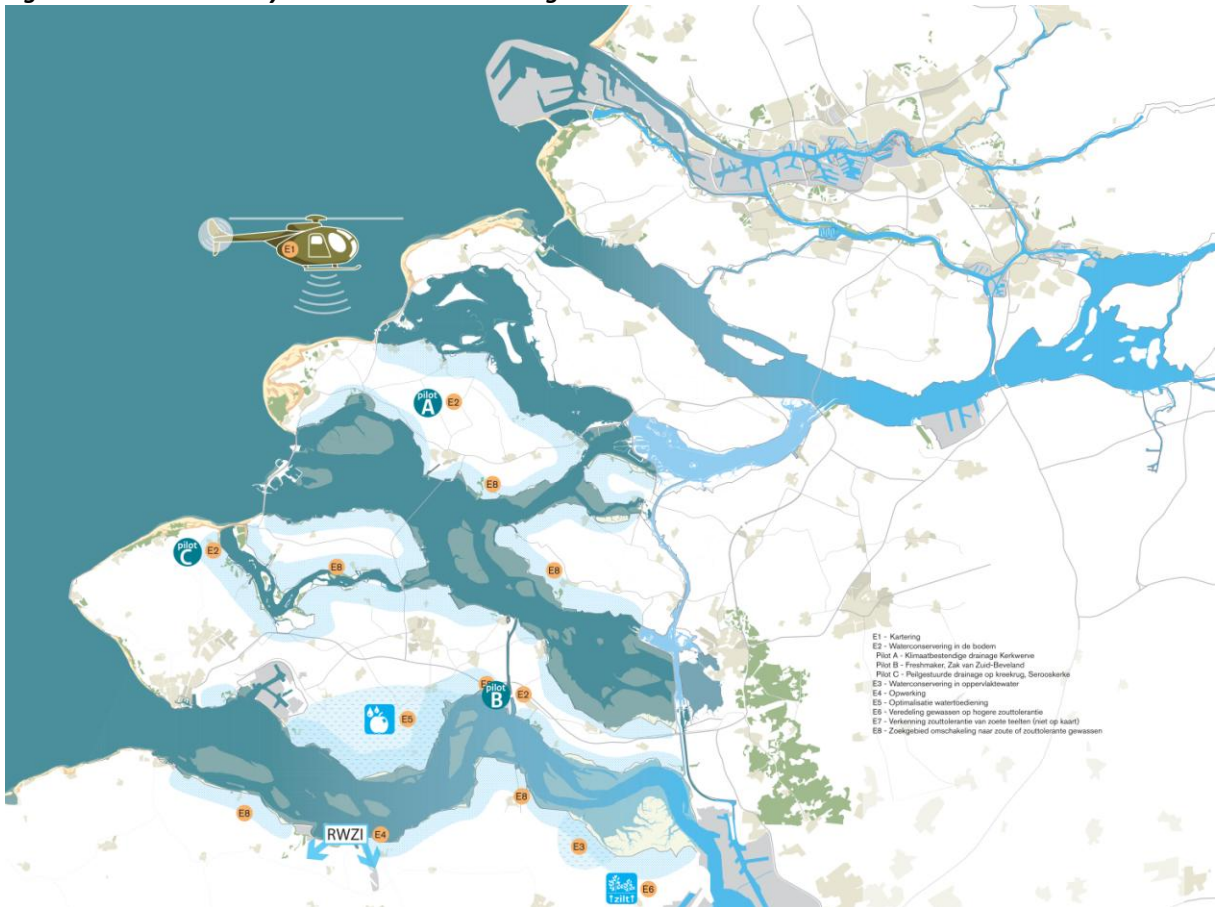 E1
pilot
A
E2
E8
pilot
C
E2
E8
E8
pilot
B
E2
E5
E8
E8
RWZI
E4
E3
↑zilt↑
E6
E1 - Kartering
E2 - Waterconservering in de bodem
Pilot A - Klimaatbestendige drainage Kerkwerve
Pilot B - Freshmaker, Zak van Zuid-Beveland
Pilot C - Peilgestuurde drainage op kreekrug, Serooskerke
E3 - Waterconservering in oppervlaktewater
E4 - Opwerking
E5 - Optimalisatie watertoediening
E6 - Veredeling gewassen op hogere zouttolerantie
E7 - Verkenning zouttolerantie van zoete teelten (niet op kaart)
E8 - Zoekgebied omschakeling naar zoute of zouttolerante gewassen